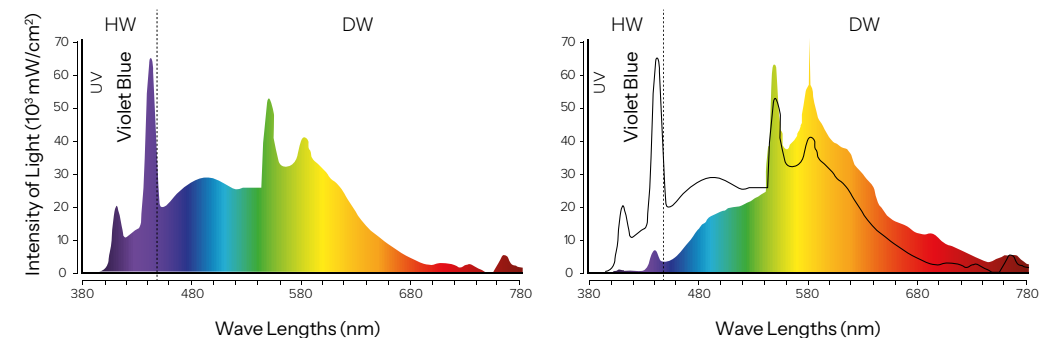 HW DW
Intensity of Light (10³ mW/cm²)
UV
Violet Blue
70
60
50
40
30
20
10
0
380 480 580 680 780
Wave Lengths (nm)
HW DW
UV
Violet Blue
70
60
50
40
30
20
10
0
380 480 580 680 780
Wave Lengths (nm)